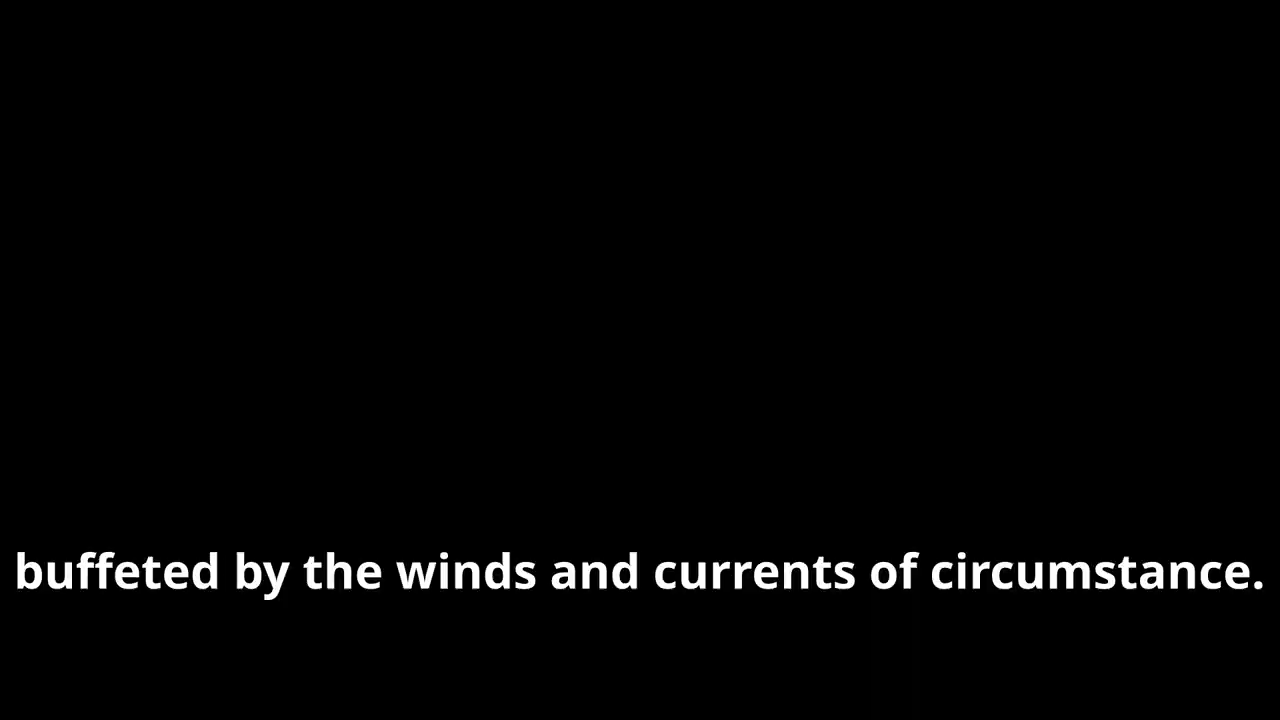 buffeted by the winds and currents of circumstance.